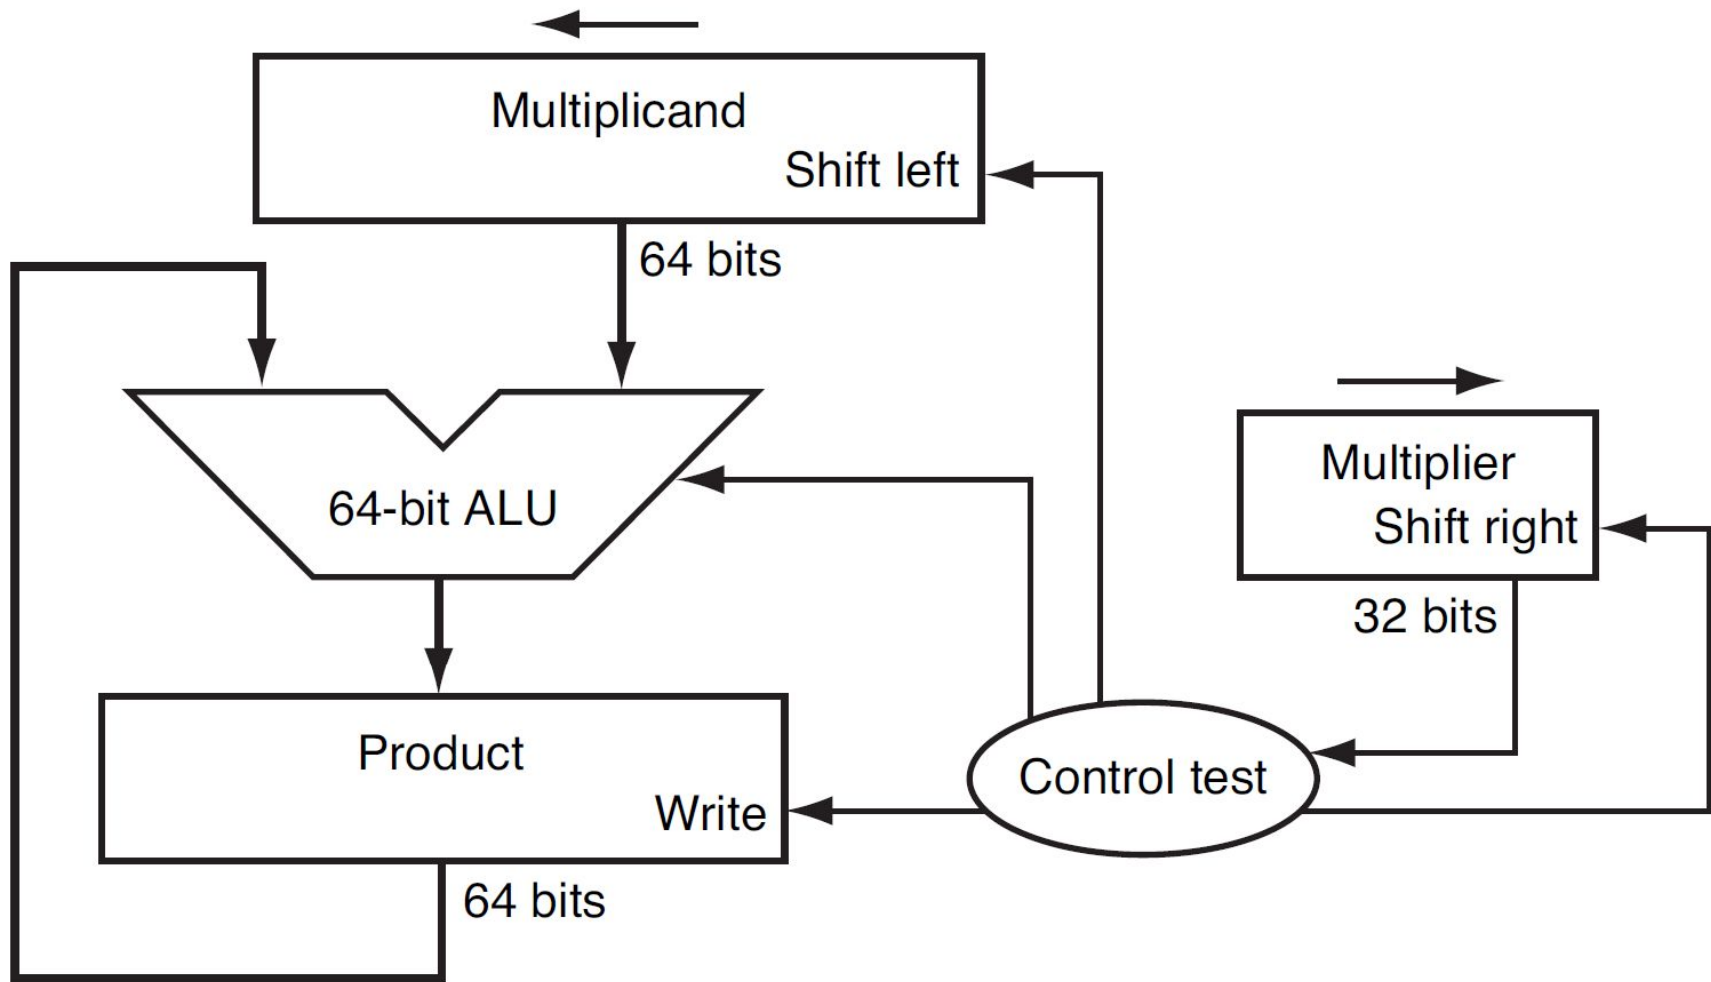 Multiplicand
Shift left
64 bits
64-bit ALU
Multiplier
Shift right
32 bits
Product
Write
Control test
64 bits